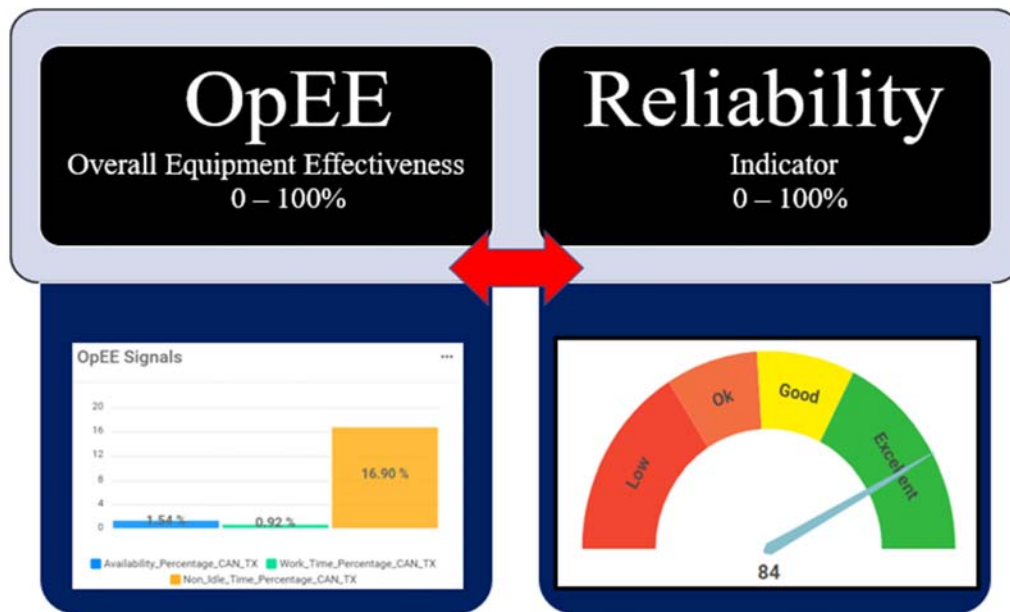 OpEE
Overall Equipment Effectiveness
0 – 100%
Reliability
Indicator
0 – 100%
OpEE Signals
...
20
16
12
8
4
0
1.54 %
0.92 %
16.90 %
Availability_Percentage_CAN_TX
Work_Time_Percentage_CAN_TX
Non_Idle_Time_Percentage_CAN_TX
Low
Ok
Good
Excellent
84